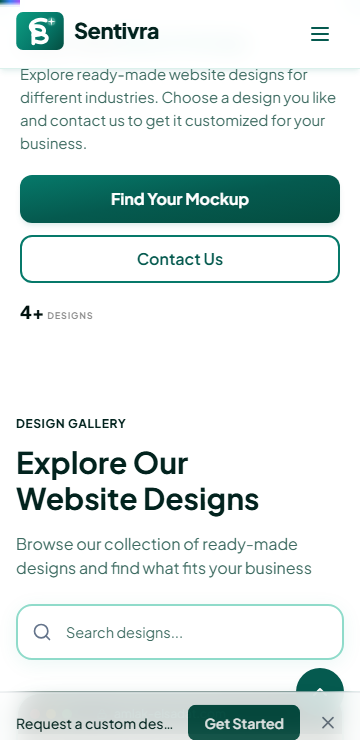 Sentivra
Explore ready-made website designs for
different industries. Choose a design you like
and contact us to get it customized for your
business.
Find Your Mockup
Contact Us
4+ DESIGNS
DESIGN GALLERY
Explore Our
Website Designs
Browse our collection of ready-made
designs and find what fits your business
Search designs...
Request a custom des...
Get Started